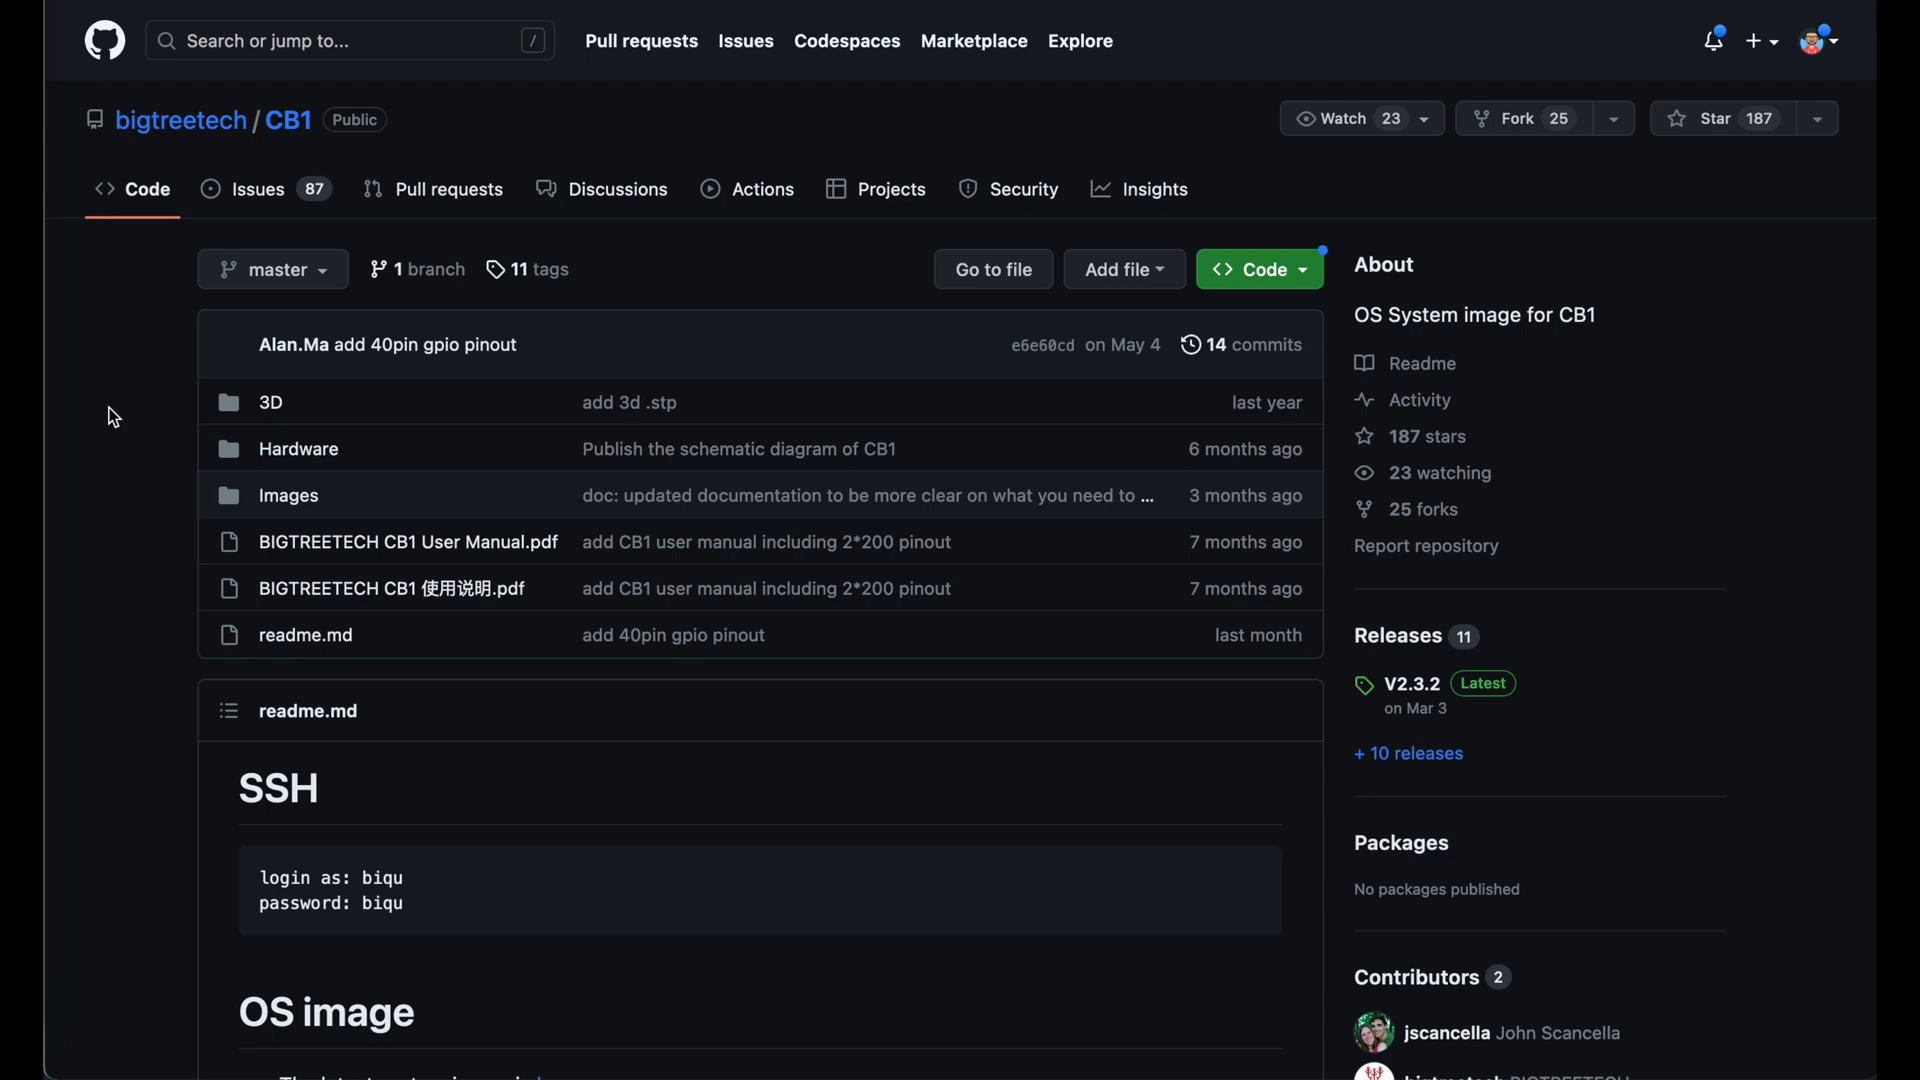 Search or jump to... /
Pull requests Issues Codespaces Marketplace Explore
bigtreetech / CB1 Public
Watch 23 Fork 25 Star 187
Code Issues 87 Pull requests Discussions Actions Projects Security Insights
master 1 branch 11 tags Go to file Add file Code
Alan.Ma add 40pin gpio pinout e6e60cd on May 4 14 commits
3D add 3d .stp last year
Hardware Publish the schematic diagram of CB1 6 months ago
Images doc: updated documentation to be more clear on what you need to ... 3 months ago
BIGTREETECH CB1 User Manual.pdf add CB1 user manual including 2*200 pinout 7 months ago
BIGTREETECH CB1 使用说明.pdf add CB1 user manual including 2*200 pinout 7 months ago
readme.md add 40pin gpio pinout last month
readme.md
SSH
login as: biqu
password: biqu
OS image
About
OS System image for CB1
Readme
Activity
187 stars
23 watching
25 forks
Report repository
Releases 11
V2.3.2 Latest
on Mar 3
+ 10 releases
Packages
No packages published
Contributors 2
jscancella John Scancella